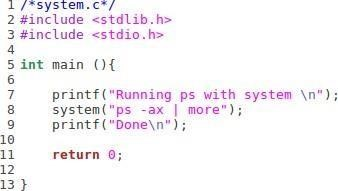 1 /*system.c*/
2 #include <stdlib.h>
3 #include <stdio.h>
4
5 int main (){
6
7     printf("Running ps with system \n");
8     system("ps -ax | more");
9     printf("Done\n");
10
11     return 0;
12
13 }